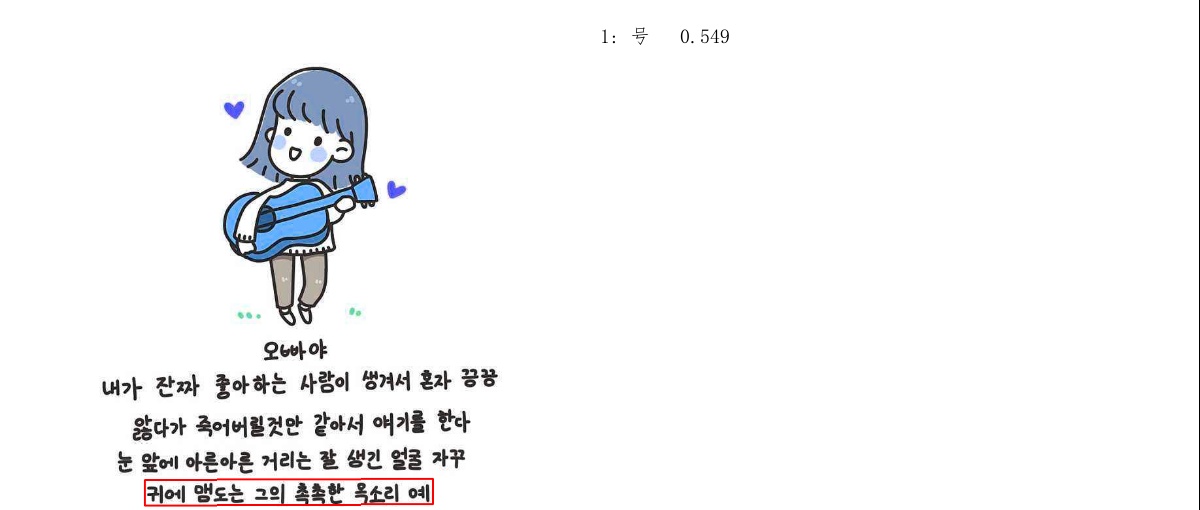 오빠야
내가 잔짜 좋아하는 사람이 생겨서 혼자 끙끙
앓다가 죽어버릴것만 같아서 얘기를 한다
눈 앞에 아른아른 거리는 잘 생긴 얼굴 자꾸
귀에 맴도는 그의 촉촉한 목소리 예
1: 号 0.549